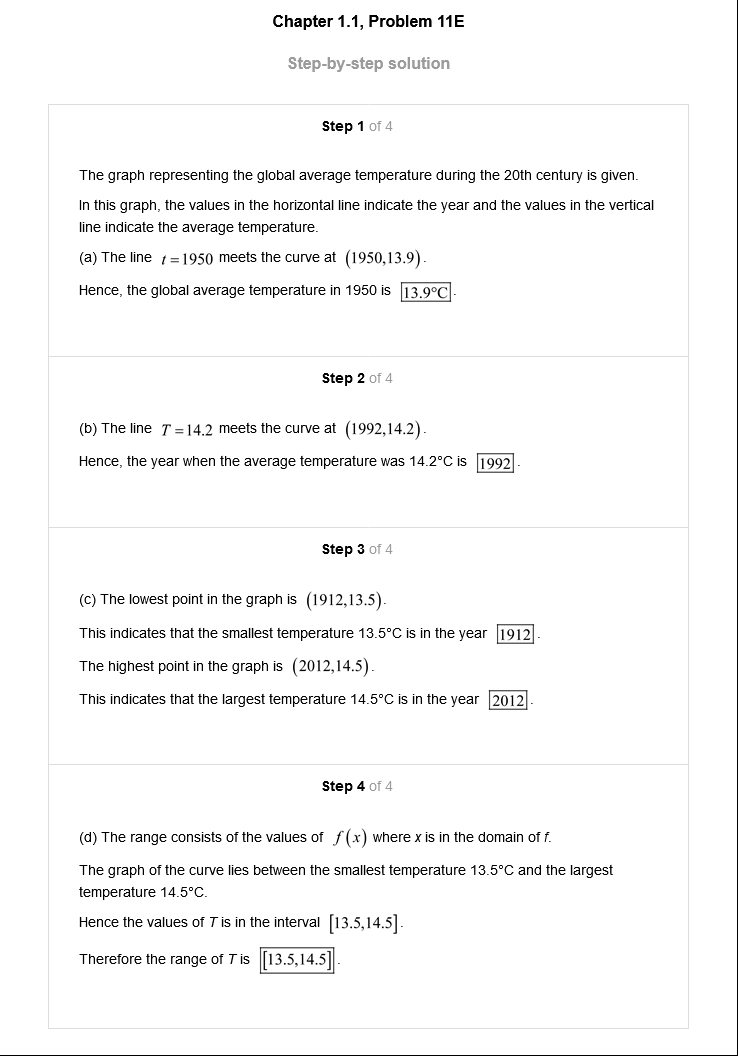 Chapter 1.1, Problem 11E
Step-by-step solution
Step 1 of 4
The graph representing the global average temperature during the 20th century is given.
In this graph, the values in the horizontal line indicate the year and the values in the vertical
line indicate the average temperature.
(a) The line t=1950 meets the curve at (1950,13.9).
Hence, the global average temperature in 1950 is 13.9°C.
Step 2 of 4
(b) The line T=14.2 meets the curve at (1992,14.2).
Hence, the year when the average temperature was 14.2°C is 1992.
Step 3 of 4
(c) The lowest point in the graph is (1912,13.5).
This indicates that the smallest temperature 13.5°C is in the year 1912.
The highest point in the graph is (2012,14.5).
This indicates that the largest temperature 14.5°C is in the year 2012.
Step 4 of 4
(d) The range consists of the values of f(x) where x is in the domain of f.
The graph of the curve lies between the smallest temperature 13.5°C and the largest
temperature 14.5°C.
Hence the values of T is in the interval [13.5,14.5].
Therefore the range of T is [13.5,14.5].